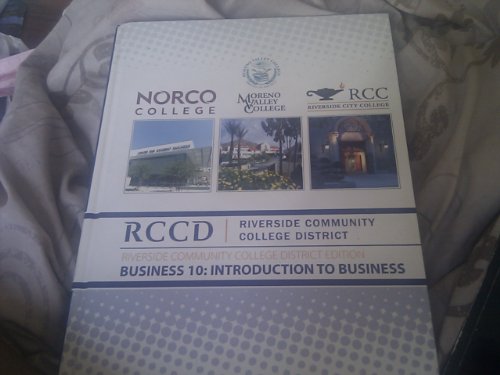 NORCO
COLLEGE
MORENO
VALLEY
COLLEGE
RCC
RIVERSIDE CITY COLLEGE
RCCD
RIVERSIDE COMMUNITY
COLLEGE DISTRICT
RIVERSIDE COMMUNITY COLLEGE DISTRICT EDITION
BUSINESS 10: INTRODUCTION TO BUSINESS